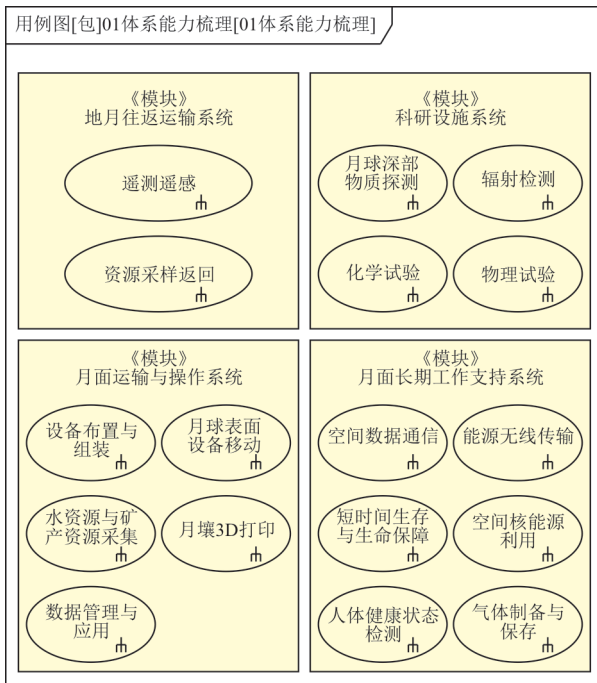 用例图[包]01体系能力梳理[01体系能力梳理]
《模块》
地月往返运输系统
遥测遥感
资源采样返回
《模块》
科研设施系统
月球深部
物质探测
辐射检测
化学试验
物理试验
《模块》
月面运输与操作系统
设备布置与
组装
月球表面
设备移动
水资源与矿
产资源采集
月壤3D打印
数据管理与
应用
《模块》
月面长期工作支持系统
空间数据通信
能源无线传输
短时间生存
与生命保障
空间核能源
利用
人体健康状态
检测
气体制备与
保存